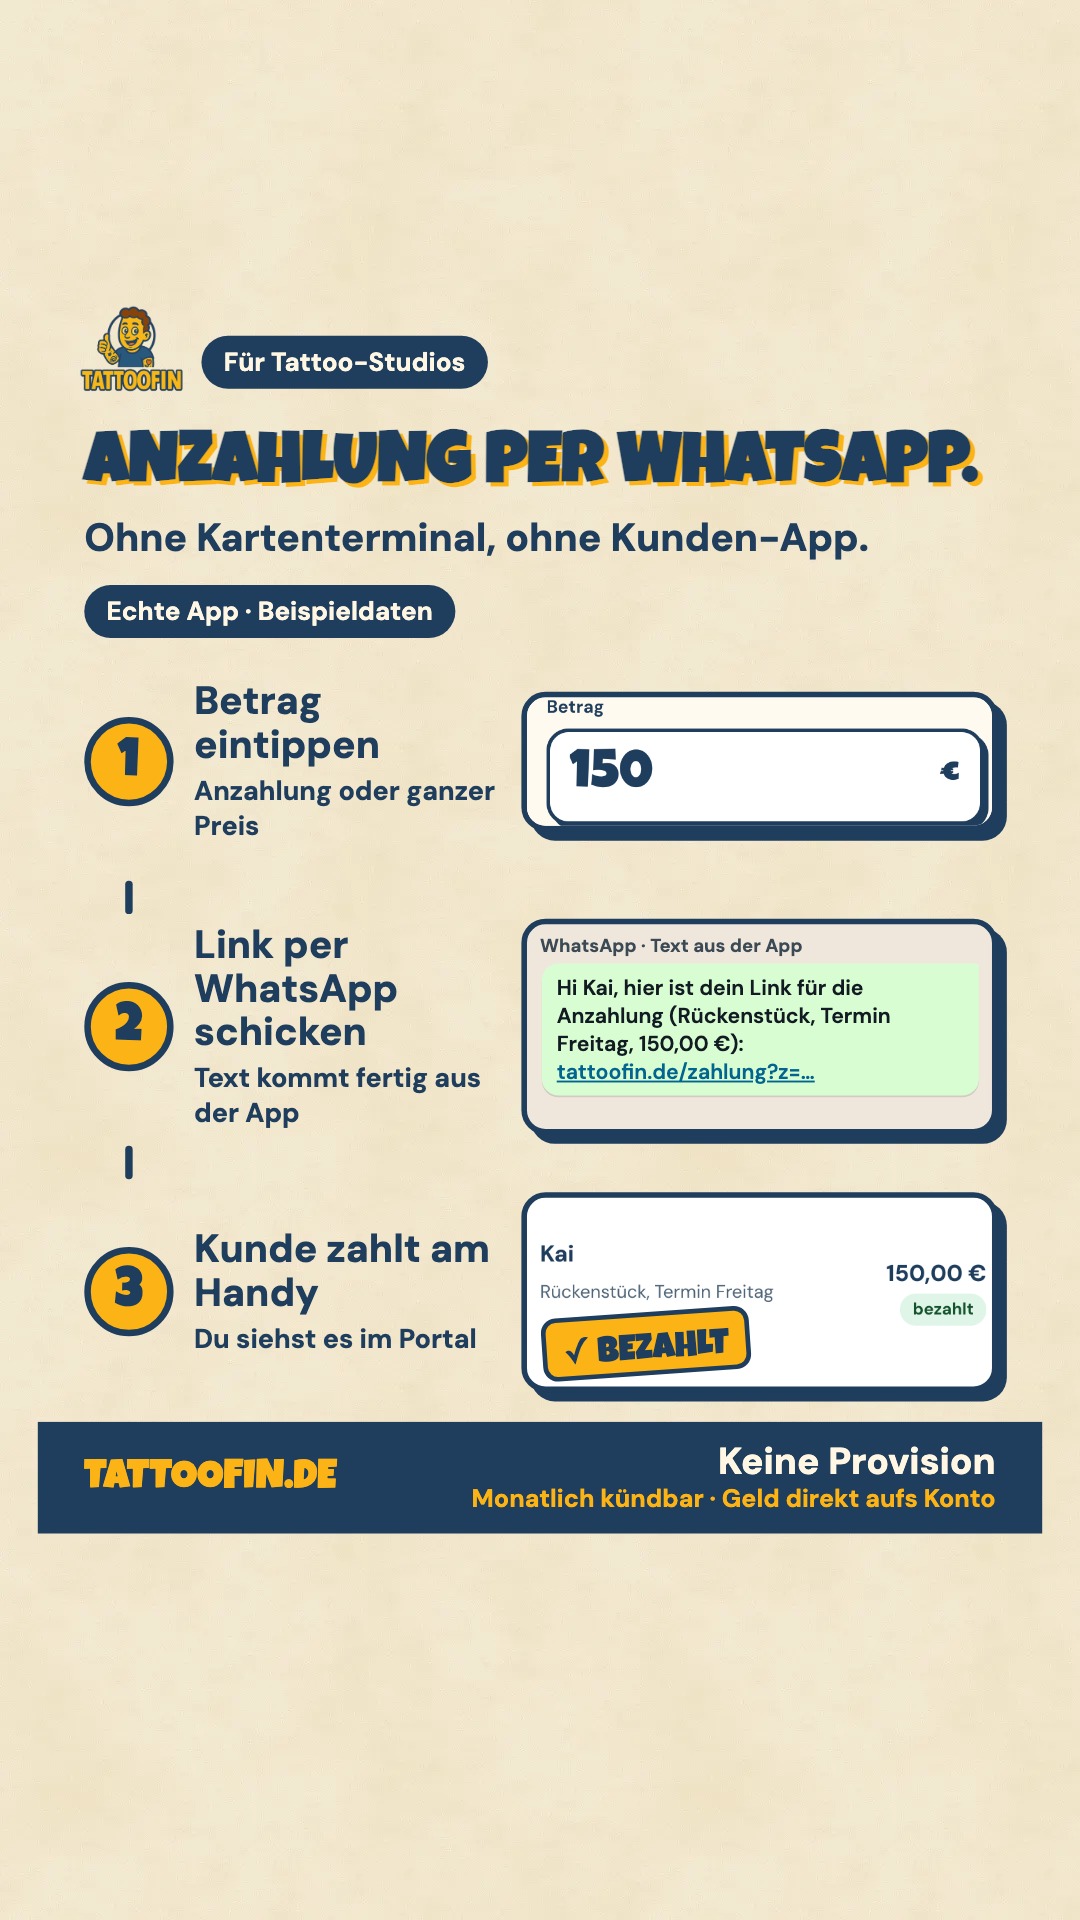 TATTOOFIN
Für Tattoo-Studios
ANZAHLUNG PER WHATSAPP.
Ohne Kartenterminal, ohne Kunden-App.
Echte App · Beispieldaten
1
Betrag
eintippen
Anzahlung oder ganzer
Preis
Betrag
150 €
2
Link per
WhatsApp
schicken
Text kommt fertig aus
der App
WhatsApp · Text aus der App
Hi Kai, hier ist dein Link für die
Anzahlung (Rückenstück, Termin
Freitag, 150,00 €):
tattoofin.de/zahlung?z=...
3
Kunde zahlt am
Handy
Du siehst es im Portal
Kai
Rückenstück, Termin Freitag
150,00 €
bezahlt
✓ BEZAHLT
TATTOOFIN.DE
Keine Provision
Monatlich kündbar · Geld direkt aufs Konto